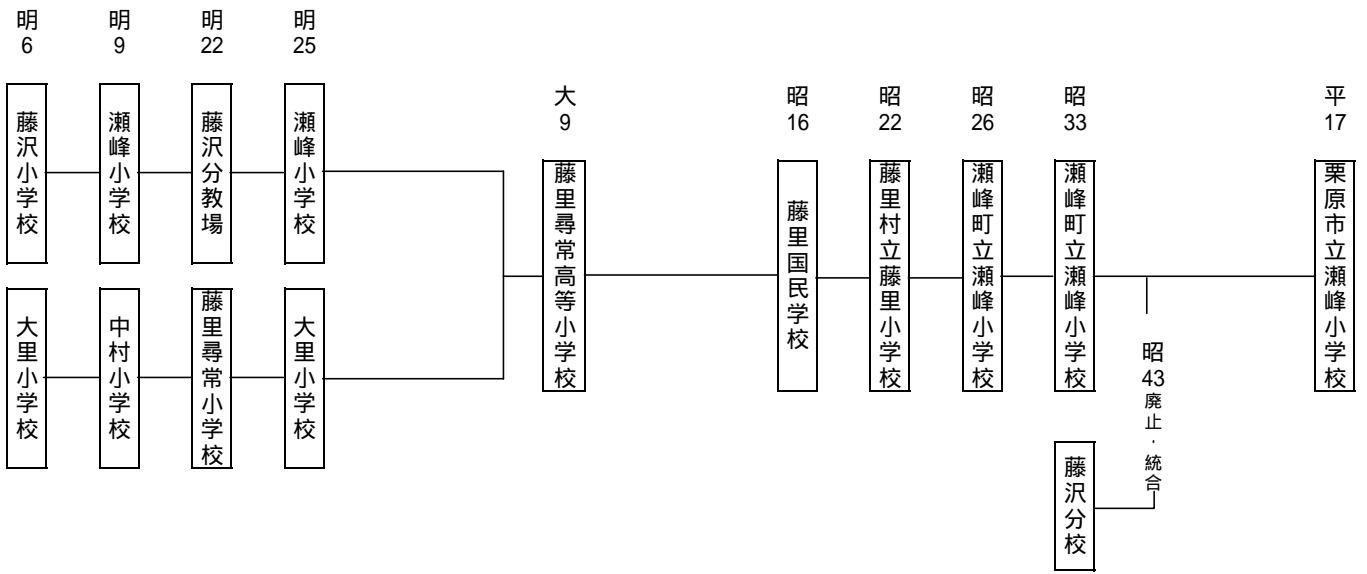 明
6
明
9
明
22
明
25
大
9
昭
16
昭
22
昭
26
昭
33
平
17
藤沢小学校
瀬峰小学校
藤沢分教場
瀬峰小学校
大里小学校
中村小学校
藤里尋常小学校
大里小学校
藤里尋常高等小学校
藤里国民学校
藤里村立藤里小学校
瀬峰町立瀬峰小学校
瀬峰町立瀬峰小学校
昭43廃止・統合
藤沢分校
栗原市立瀬峰小学校